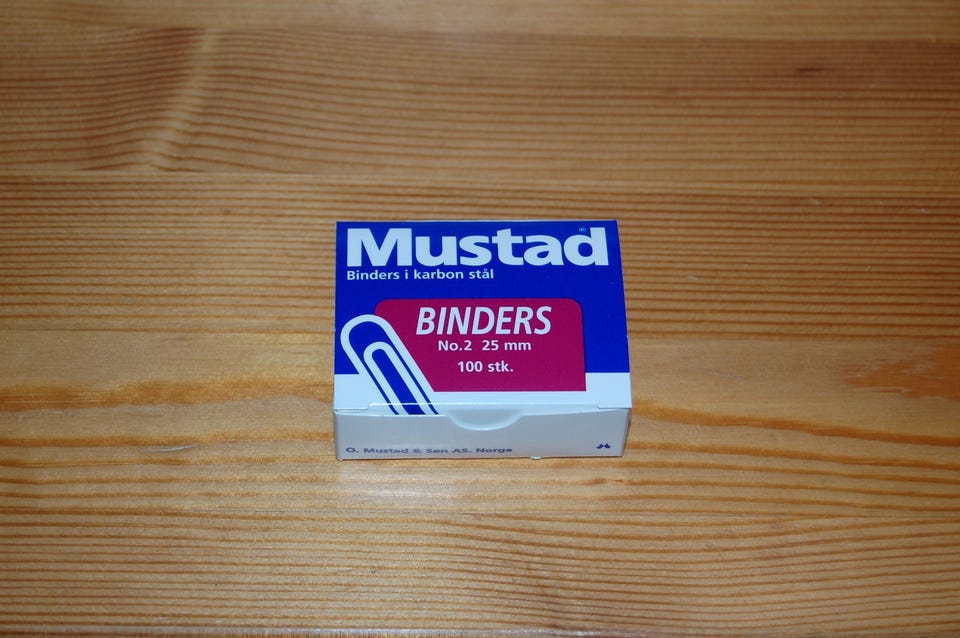 Mustad®
Binders i karbon stål
BINDERS
No.2 25 mm
100 stk.
O. Mustad & Søn AS. Norge